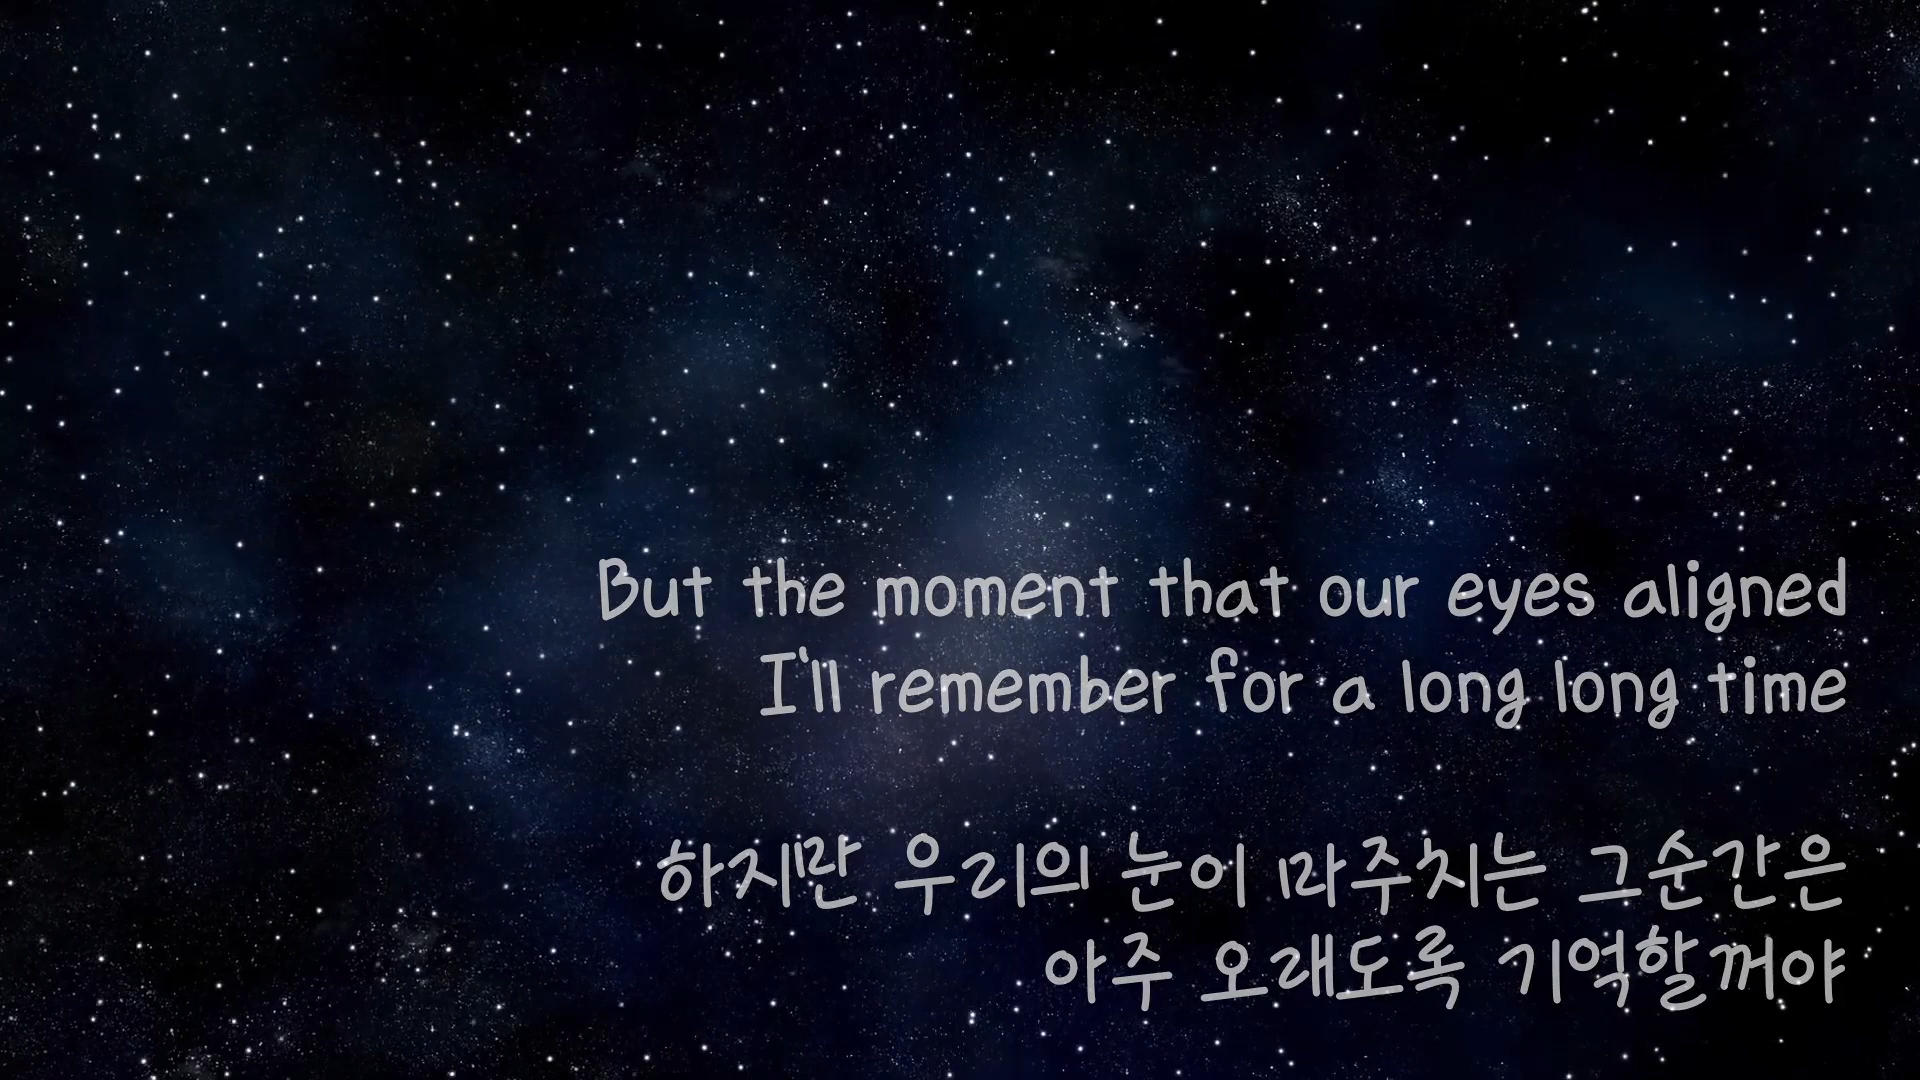 But the moment that our eyes aligned
I'll remember for a long long time
하지만 우리의 눈이 마주치는 그순간은
아주 오래도록 기억할꺼야